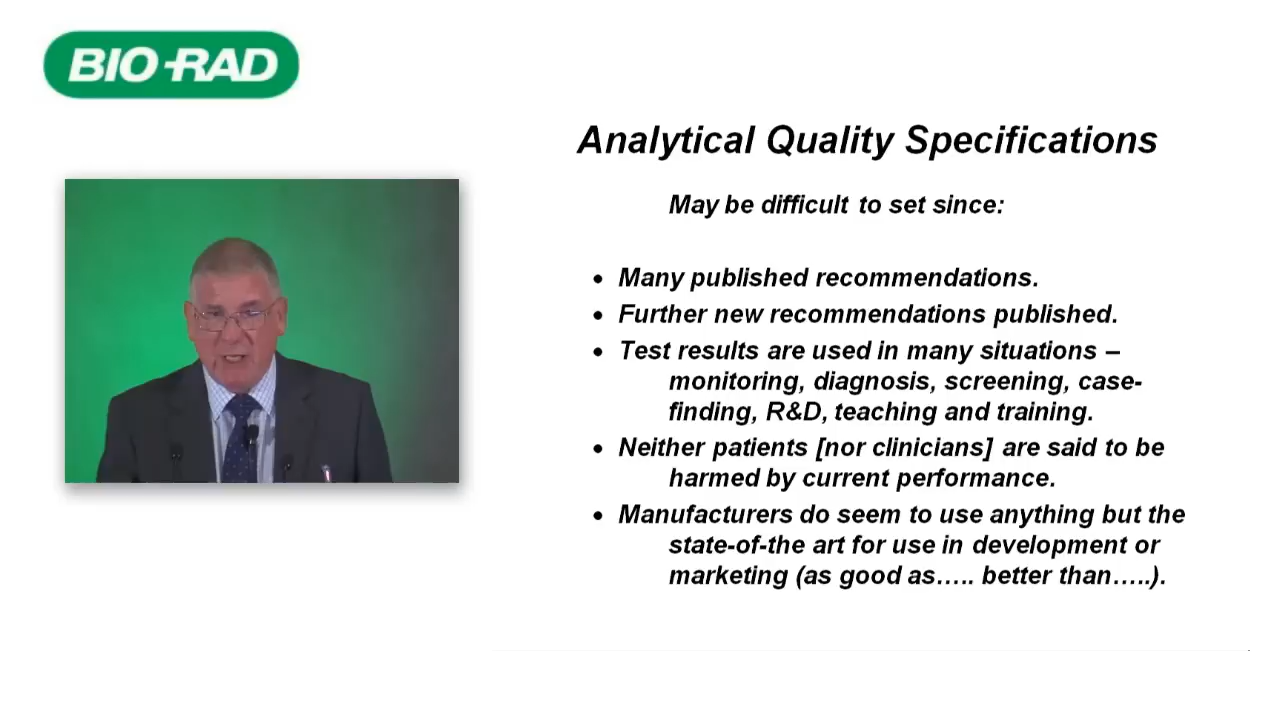 BIO-RAD
Analytical Quality Specifications
May be difficult to set since:
• Many published recommendations.
• Further new recommendations published.
• Test results are used in many situations –
monitoring, diagnosis, screening, case-
finding, R&D, teaching and training.
• Neither patients [nor clinicians] are said to be
harmed by current performance.
• Manufacturers do seem to use anything but the
state-of-the art for use in development or
marketing (as good as….. better than…..).